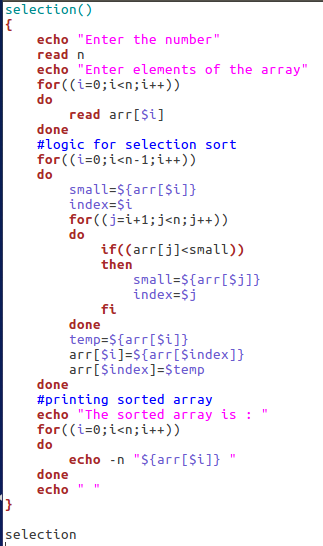 selection()
{
    echo "Enter the number"
    read n
    echo "Enter elements of the array"
    for((i=0;i<n;i++))
    do
        read arr[$i]
    done
    #logic for selection sort
    for((i=0;i<n-1;i++))
    do
        small=${arr[$i]}
        index=$i
        for((j=i+1;j<n;j++))
        do
            if((arr[j]<small))
            then
                small=${arr[$j]}
                index=$j
            fi
        done
        temp=${arr[$i]}
        arr[$i]=${arr[$index]}
        arr[$index]=$temp
    done
    #printing sorted array
    echo "The sorted array is : "
    for((i=0;i<n;i++))
    do
        echo -n "${arr[$i]} "
    done
    echo " "
}

selection